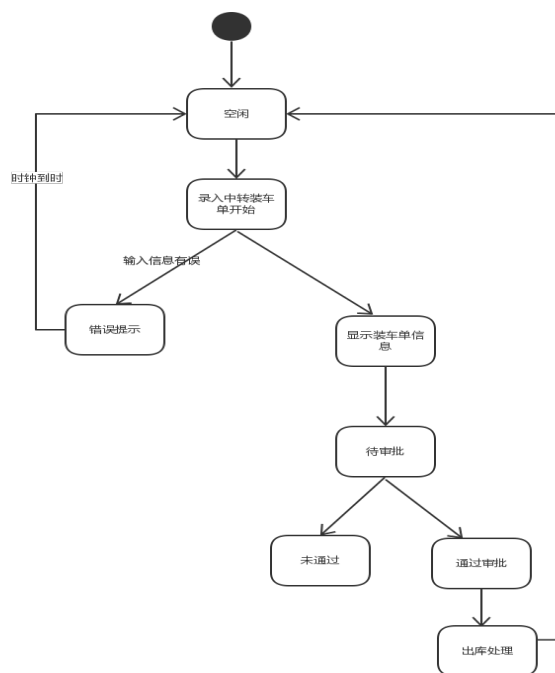 空闲
时钟到时
录入中转装车
单开始
输入信息有误
错误提示
显示装车单信
息
待审批
未通过
通过审批
出库处理